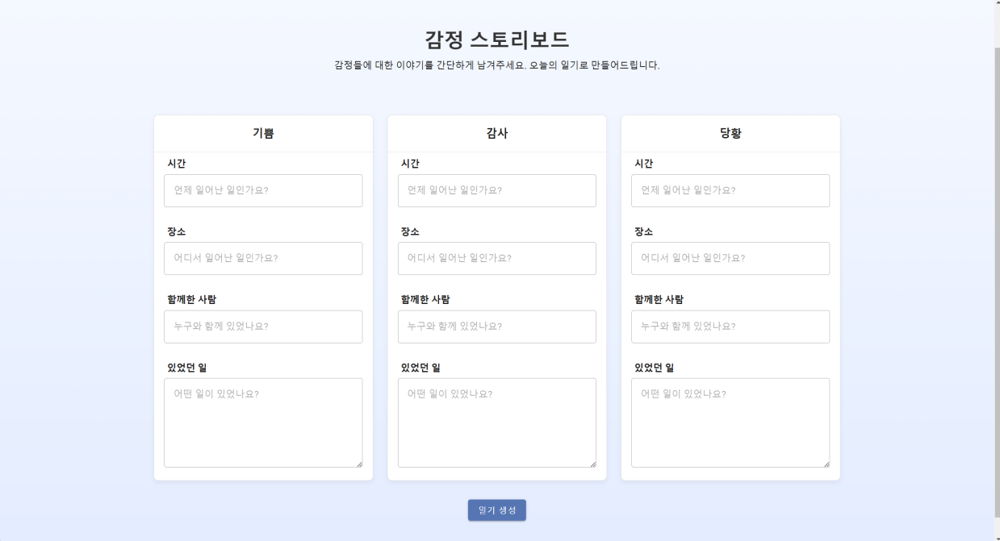 감정 스토리보드
감정들에 대한 이야기를 간단하게 남겨주세요. 오늘의 일기로 만들어드립니다.
기쁨
시간
언제 일어난 일인가요?
장소
어디서 일어난 일인가요?
함께한 사람
누구와 함께 있었나요?
있었던 일
어떤 일이 있었나요?
감사
시간
언제 일어난 일인가요?
장소
어디서 일어난 일인가요?
함께한 사람
누구와 함께 있었나요?
있었던 일
어떤 일이 있었나요?
당황
시간
언제 일어난 일인가요?
장소
어디서 일어난 일인가요?
함께한 사람
누구와 함께 있었나요?
있었던 일
어떤 일이 있었나요?
일기 생성